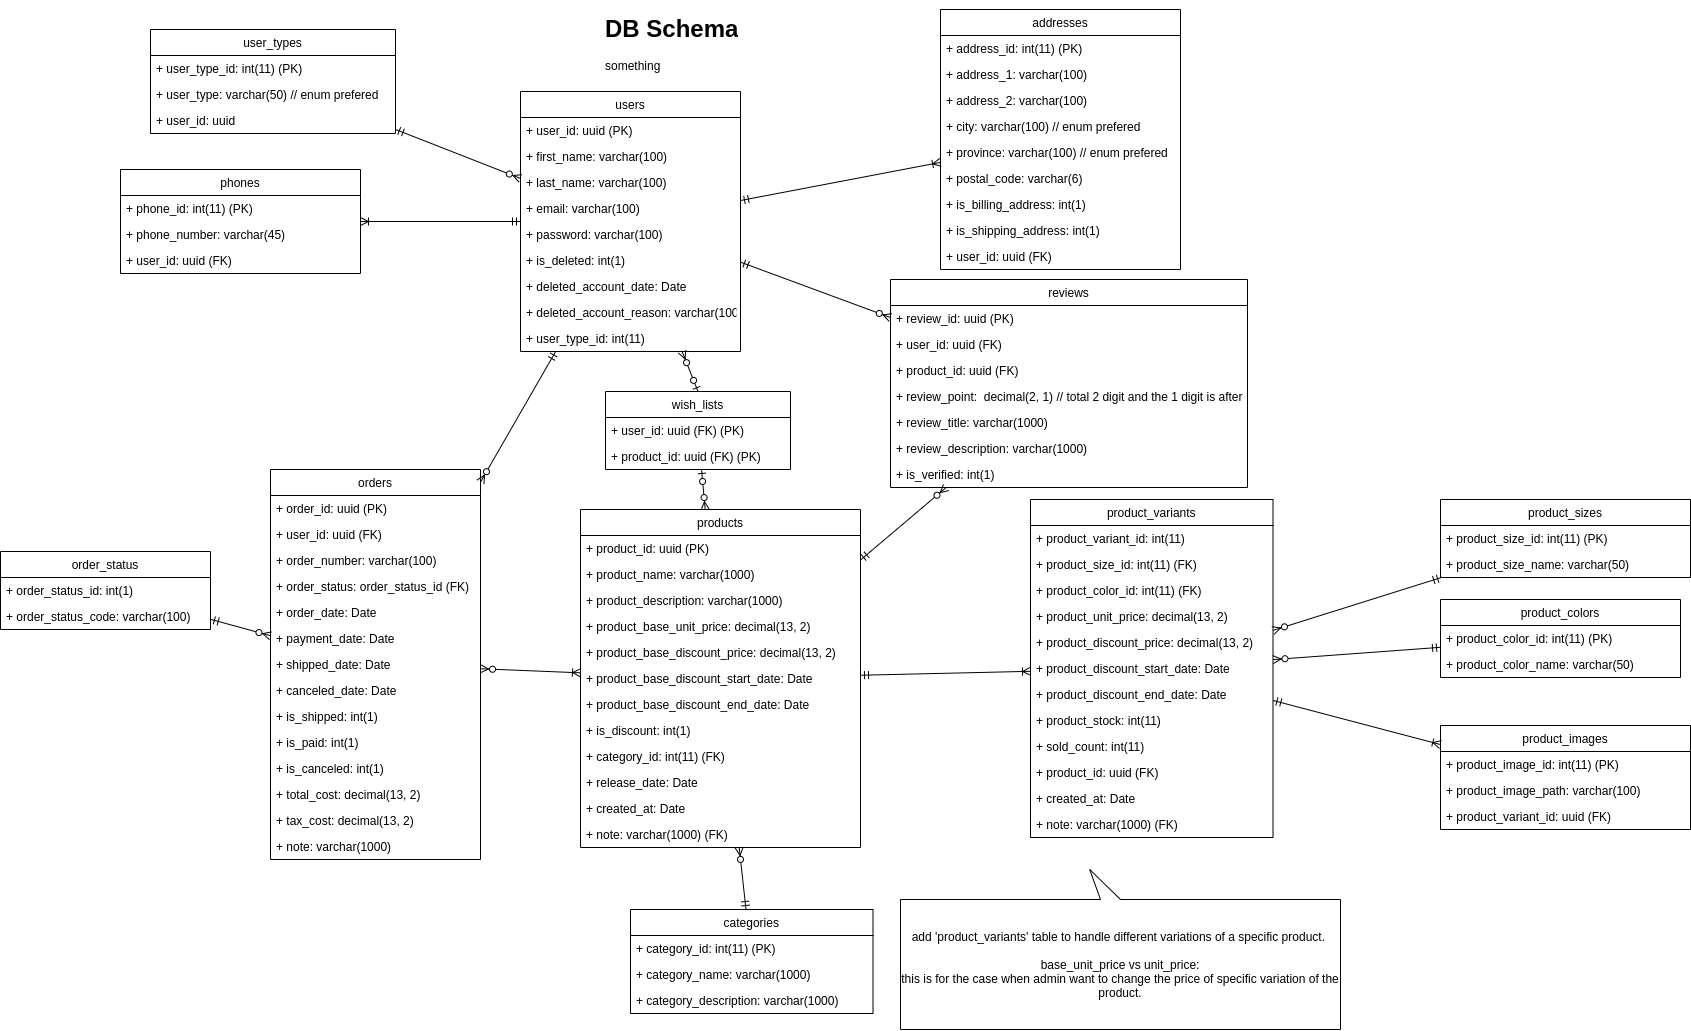 DB Schema
something
user_types
+ user_type_id: int(11) (PK)
+ user_type: varchar(50) // enum prefered
+ user_id: uuid
phones
+ phone_id: int(11) (PK)
+ phone_number: varchar(45)
+ user_id: uuid (FK)
users
+ user_id: uuid (PK)
+ first_name: varchar(100)
+ last_name: varchar(100)
+ email: varchar(100)
+ password: varchar(100)
+ is_deleted: int(1)
+ deleted_account_date: Date
+ deleted_account_reason: varchar(100
+ user_type_id: int(11)
addresses
+ address_id: int(11) (PK)
+ address_1: varchar(100)
+ address_2: varchar(100)
+ city: varchar(100) // enum prefered
+ province: varchar(100) // enum prefered
+ postal_code: varchar(6)
+ is_billing_address: int(1)
+ is_shipping_address: int(1)
+ user_id: uuid (FK)
reviews
+ review_id: uuid (PK)
+ user_id: uuid (FK)
+ product_id: uuid (FK)
+ review_point:  decimal(2, 1) // total 2 digit and the 1 digit is after
+ review_title: varchar(1000)
+ review_description: varchar(1000)
+ is_verified: int(1)
wish_lists
+ user_id: uuid (FK) (PK)
+ product_id: uuid (FK) (PK)
orders
+ order_id: uuid (PK)
+ user_id: uuid (FK)
+ order_number: varchar(100)
+ order_status: order_status_id (FK)
+ order_date: Date
+ payment_date: Date
+ shipped_date: Date
+ canceled_date: Date
+ is_shipped: int(1)
+ is_paid: int(1)
+ is_canceled: int(1)
+ total_cost: decimal(13, 2)
+ tax_cost: decimal(13, 2)
+ note: varchar(1000)
order_status
+ order_status_id: int(1)
+ order_status_code: varchar(100)
products
+ product_id: uuid (PK)
+ product_name: varchar(1000)
+ product_description: varchar(1000)
+ product_base_unit_price: decimal(13, 2)
+ product_base_discount_price: decimal(13, 2)
+ product_base_discount_start_date: Date
+ product_base_discount_end_date: Date
+ is_discount: int(1)
+ category_id: int(11) (FK)
+ release_date: Date
+ created_at: Date
+ note: varchar(1000) (FK)
product_variants
+ product_variant_id: int(11)
+ product_size_id: int(11) (FK)
+ product_color_id: int(11) (FK)
+ product_unit_price: decimal(13, 2)
+ product_discount_price: decimal(13, 2)
+ product_discount_start_date: Date
+ product_discount_end_date: Date
+ product_stock: int(11)
+ sold_count: int(11)
+ product_id: uuid (FK)
+ created_at: Date
+ note: varchar(1000) (FK)
product_sizes
+ product_size_id: int(11) (PK)
+ product_size_name: varchar(50)
product_colors
+ product_color_id: int(11) (PK)
+ product_color_name: varchar(50)
product_images
+ product_image_id: int(11) (PK)
+ product_image_path: varchar(100)
+ product_variant_id: uuid (FK)
categories
+ category_id: int(11) (PK)
+ category_name: varchar(1000)
+ category_description: varchar(1000)
add 'product_variants' table to handle different variations of a specific product.
base_unit_price vs unit_price:
this is for the case when admin want to change the price of specific variation of the
product.